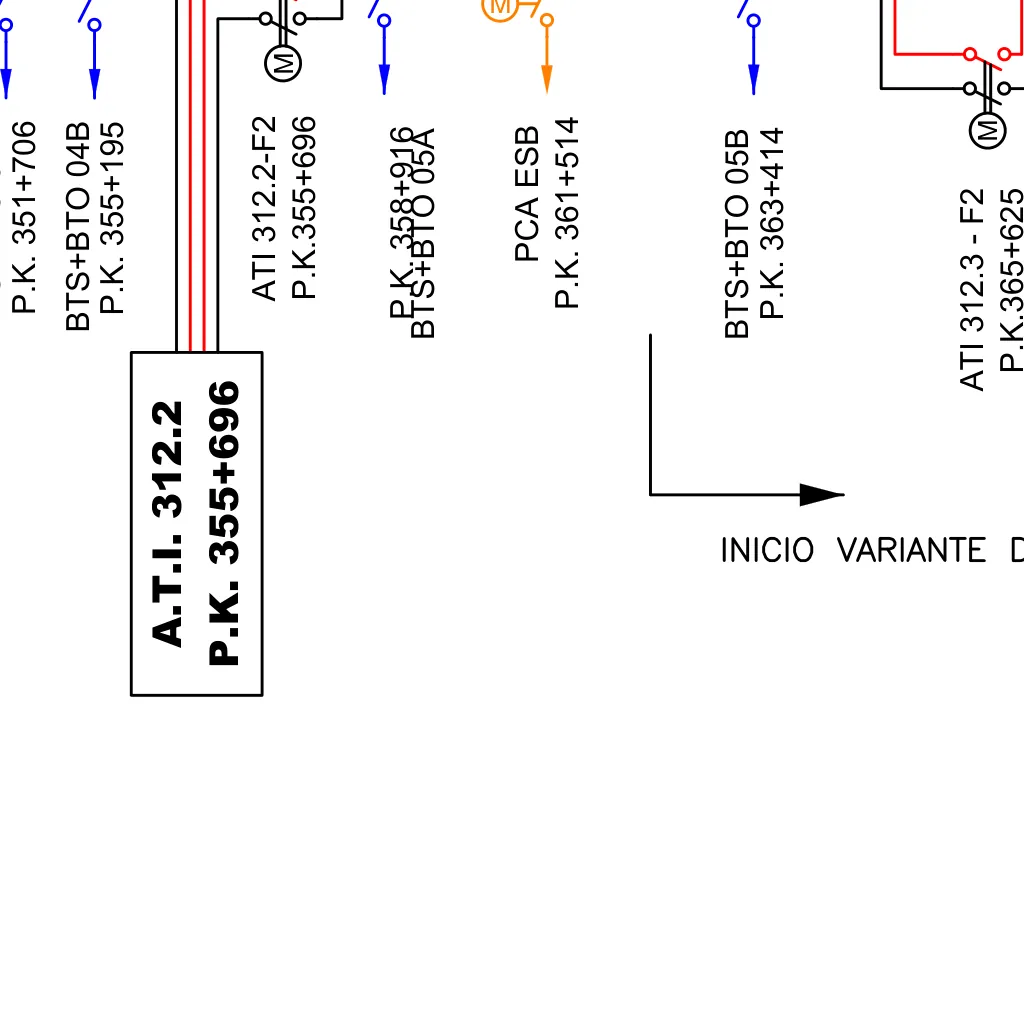 P.K. 351+706
BTS+BTO 04B
P.K. 355+195
M
ATI 312.2-F2
P.K.355+696
P.K. 358+916
BTS+BTO 05A
M
PCA ESB
P.K. 361+514
BTS+BTO 05B
P.K. 363+414
M
ATI 312.3 - F2
P.K.365+625
A.T.I. 312.2
P.K. 355+696
INICIO VARIANTE D